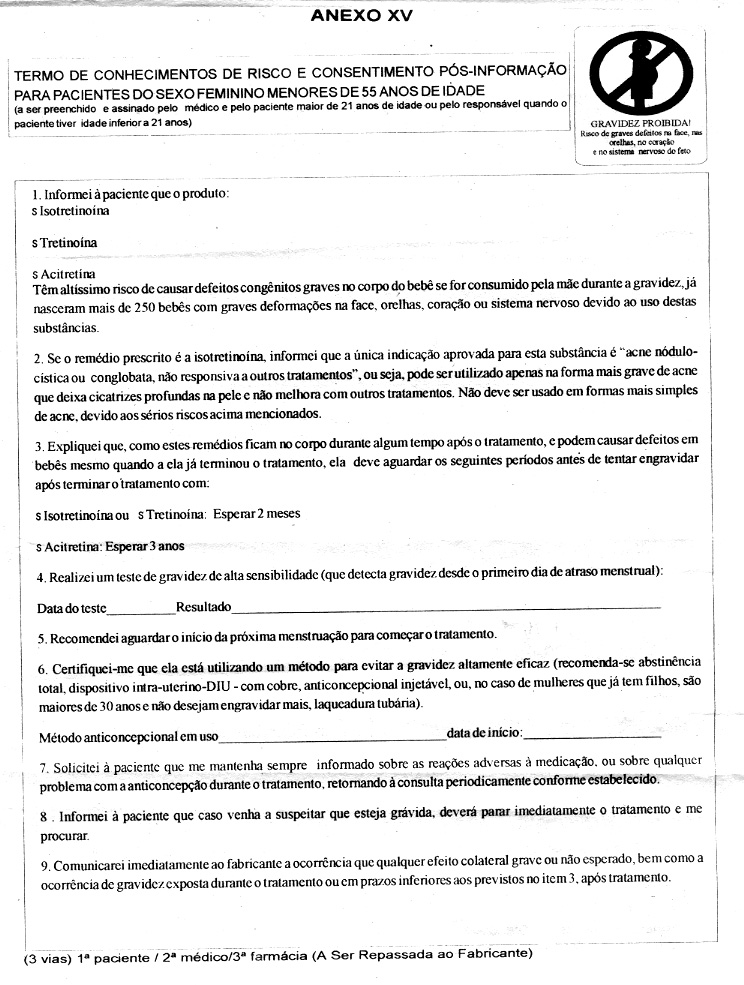 ANEXO XV
TERMO DE CONHECIMENTOS DE RISCO E CONSENTIMENTO PÓS-INFORMAÇÃO
PARA PACIENTES DO SEXO FEMININO MENORES DE 55 ANOS DE IDADE
(a ser preenchido e assinado pelo médico e pelo paciente maior de 21 anos de idade ou pelo responsável quando o
paciente tiver idade inferior a 21 anos)
GRAVIDEZ PROIBIDA!
Risco de graves defeitos na face, nas
orelhas, no coração
e no sistema nervoso do feto
1. Informei à paciente que o produto:
s Isotretinoína
s Tretinoína
s Acitretina
Têm altíssimo risco de causar defeitos congênitos graves no corpo do bebê se for consumido pela mãe durante a gravidez, já
nasceram mais de 250 bebês com graves deformações na face, orelhas, coração ou sistema nervoso devido ao uso destas
substâncias.
2. Se o remédio prescrito é a isotretinoína, informei que a única indicação aprovada para esta substância é “acne nódulo-
cística ou conglobata, não responsiva a outros tratamentos”, ou seja, pode ser utilizado apenas na forma mais grave de acne
que deixa cicatrizes profundas na pele e não melhora com outros tratamentos. Não deve ser usado em formas mais simples
de acne, devido aos sérios riscos acima mencionados.
3. Expliquei que, como estes remédios ficam no corpo durante algum tempo após o tratamento, e podem causar defeitos em
bebês mesmo quando a ela já terminou o tratamento, ela deve aguardar os seguintes períodos antes de tentar engravidar
após terminar o tratamento com:
s Isotretinoína ou s Tretinoína: Esperar 2 meses
s Acitretina: Esperar 3 anos
4. Realizei um teste de gravidez de alta sensibilidade (que detecta gravidez desde o primeiro dia de atraso menstrual):
Data do teste__________Resultado______________________________
5. Recomendei aguardar o início da próxima menstruação para começar o tratamento.
6. Certifiquei-me que ela está utilizando um método para evitar a gravidez altamente eficaz (recomenda-se abstinência
total, dispositivo intra-uterino-DIU - com cobre, anticoncepcional injetável, ou, no caso de mulheres que já tem filhos, são
maiores de 30 anos e não desejam engravidar mais, laqueadura tubária).
Método anticoncepcional em uso______________________________data de início:____________________
7. Solicitei à paciente que me mantenha sempre informado sobre as reações adversas à medicação, ou sobre qualquer
problema com a anticoncepção durante o tratamento, retornando à consulta periodicamente conforme estabelecido.
8 . Informei à paciente que caso venha a suspeitar que esteja grávida, deverá parar imediatamente o tratamento e me
procurar.
9. Comunicarei imediatamente ao fabricante a ocorrência que qualquer efeito colateral grave ou não esperado, bem como a
ocorrência de gravidez exposta durante o tratamento ou em prazos inferiores aos previstos no item 3, após tratamento.
(3 vias) 1ª paciente / 2ª médico/3ª farmácia (A Ser Repassada ao Fabricante)